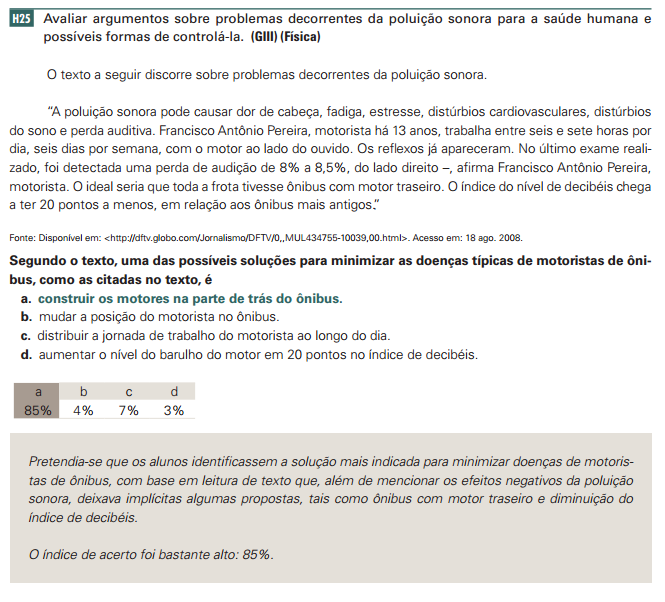 H25 Avaliar argumentos sobre problemas decorrentes da poluição sonora para a saúde humana e
possíveis formas de controlá-la. (GIII) (Física)
O texto a seguir discorre sobre problemas decorrentes da poluição sonora.
“A poluição sonora pode causar dor de cabeça, fadiga, estresse, distúrbios cardiovasculares, distúrbios
do sono e perda auditiva. Francisco Antônio Pereira, motorista há 13 anos, trabalha entre seis e sete horas por
dia, seis dias por semana, com o motor ao lado do ouvido. Os reflexos já apareceram. No último exame reali-
zado, foi detectada uma perda de audição de 8% a 8,5%, do lado direito –, afirma Francisco Antônio Pereira,
motorista. O ideal seria que toda a frota tivesse ônibus com motor traseiro. O índice do nível de decibéis chega
a ter 20 pontos a menos, em relação aos ônibus mais antigos.”
Fonte: Disponível em: <http://dftv.globo.com/Jornalismo/DFTV/0,,MUL434755-10039,00.html>. Acesso em: 18 ago. 2008.
Segundo o texto, uma das possíveis soluções para minimizar as doenças típicas de motoristas de ôni-
bus, como as citadas no texto, é
a. construir os motores na parte de trás do ônibus.
b. mudar a posição do motorista no ônibus.
c. distribuir a jornada de trabalho do motorista ao longo do dia.
d. aumentar o nível do barulho do motor em 20 pontos no índice de decibéis.
a b c d
85% 4% 7% 3%
Pretendia-se que os alunos identificassem a solução mais indicada para minimizar doenças de motoris-
tas de ônibus, com base em leitura de texto que, além de mencionar os efeitos negativos da poluição
sonora, deixava implícitas algumas propostas, tais como ônibus com motor traseiro e diminuição do
índice de decibéis.
O índice de acerto foi bastante alto: 85%.